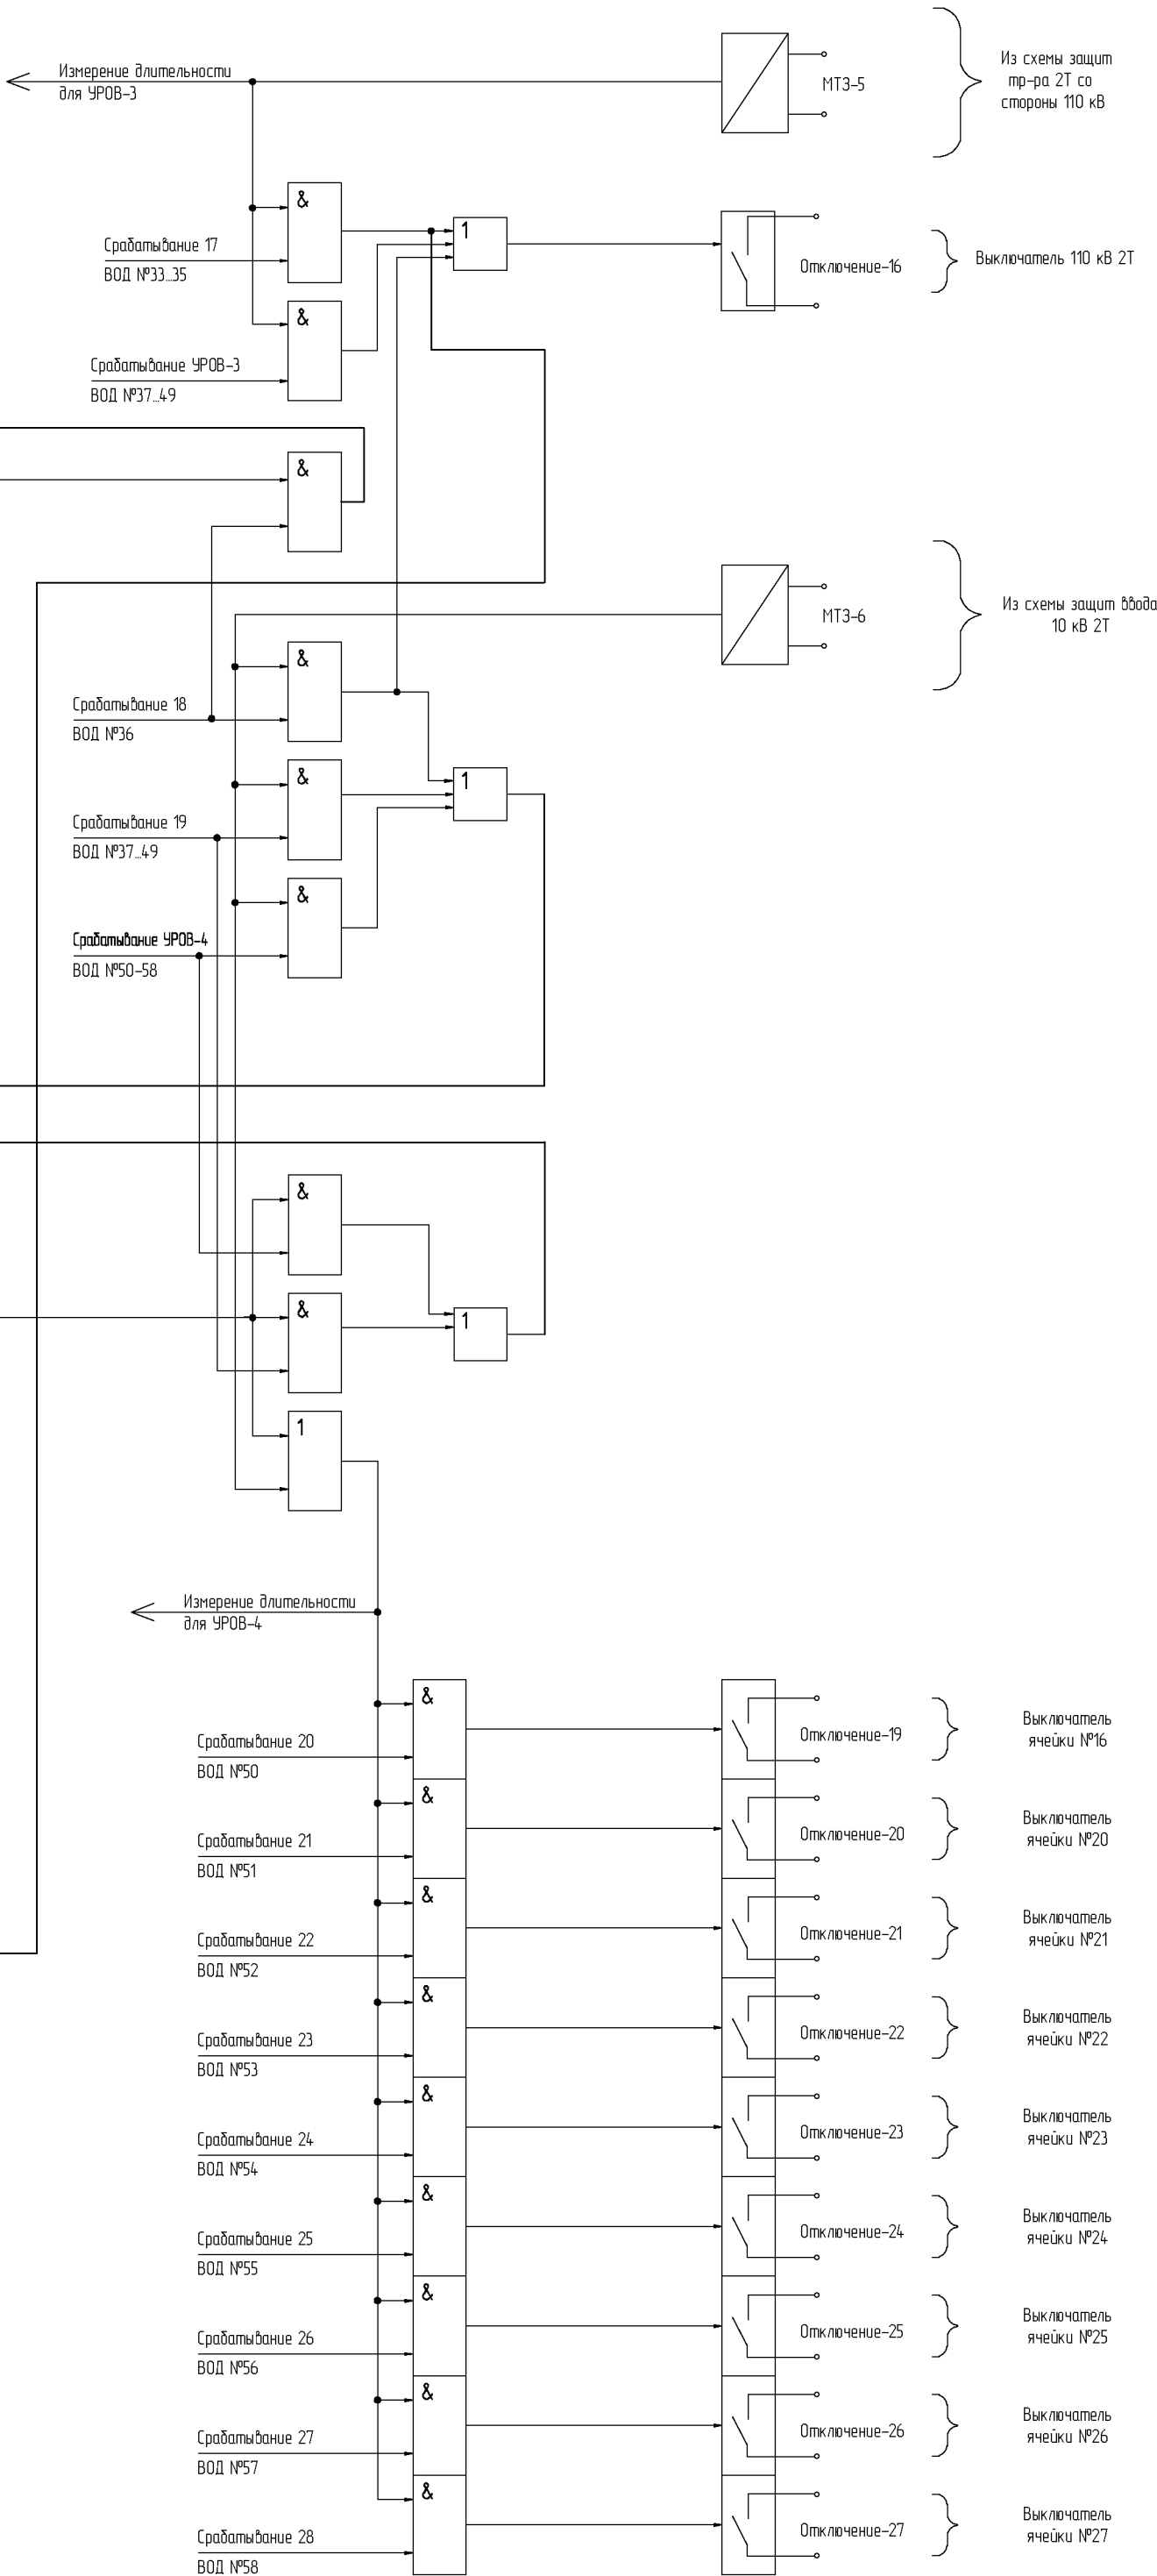 Измерение длительности
для УРОВ-3
МТЗ-5
Из схемы защит
тр-ра 2Т со
стороны 110 кВ
&
Срабатывание 17
ВОД №33...35
1
Отключение-16
Выключатель 110 кВ 2Т
&
Срабатывание УРОВ-3
ВОД №37...49
&
МТЗ-6
Из схемы защит ввода
10 кВ 2Т
&
Срабатывание 18
ВОД №36
&
1
Срабатывание 19
ВОД №37...49
&
Срабатывание УРОВ-4
ВОД №50-58
&
&
1
1
Измерение длительности
для УРОВ-4
&
Срабатывание 20
ВОД №50
Отключение-19
Выключатель
ячейки №16
&
Срабатывание 21
ВОД №51
Отключение-20
Выключатель
ячейки №20
&
Срабатывание 22
ВОД №52
Отключение-21
Выключатель
ячейки №21
&
Срабатывание 23
ВОД №53
Отключение-22
Выключатель
ячейки №22
&
Срабатывание 24
ВОД №54
Отключение-23
Выключатель
ячейки №23
&
Срабатывание 25
ВОД №55
Отключение-24
Выключатель
ячейки №24
&
Срабатывание 26
ВОД №56
Отключение-25
Выключатель
ячейки №25
&
Срабатывание 27
ВОД №57
Отключение-26
Выключатель
ячейки №26
&
Срабатывание 28
ВОД №58
Отключение-27
Выключатель
ячейки №27